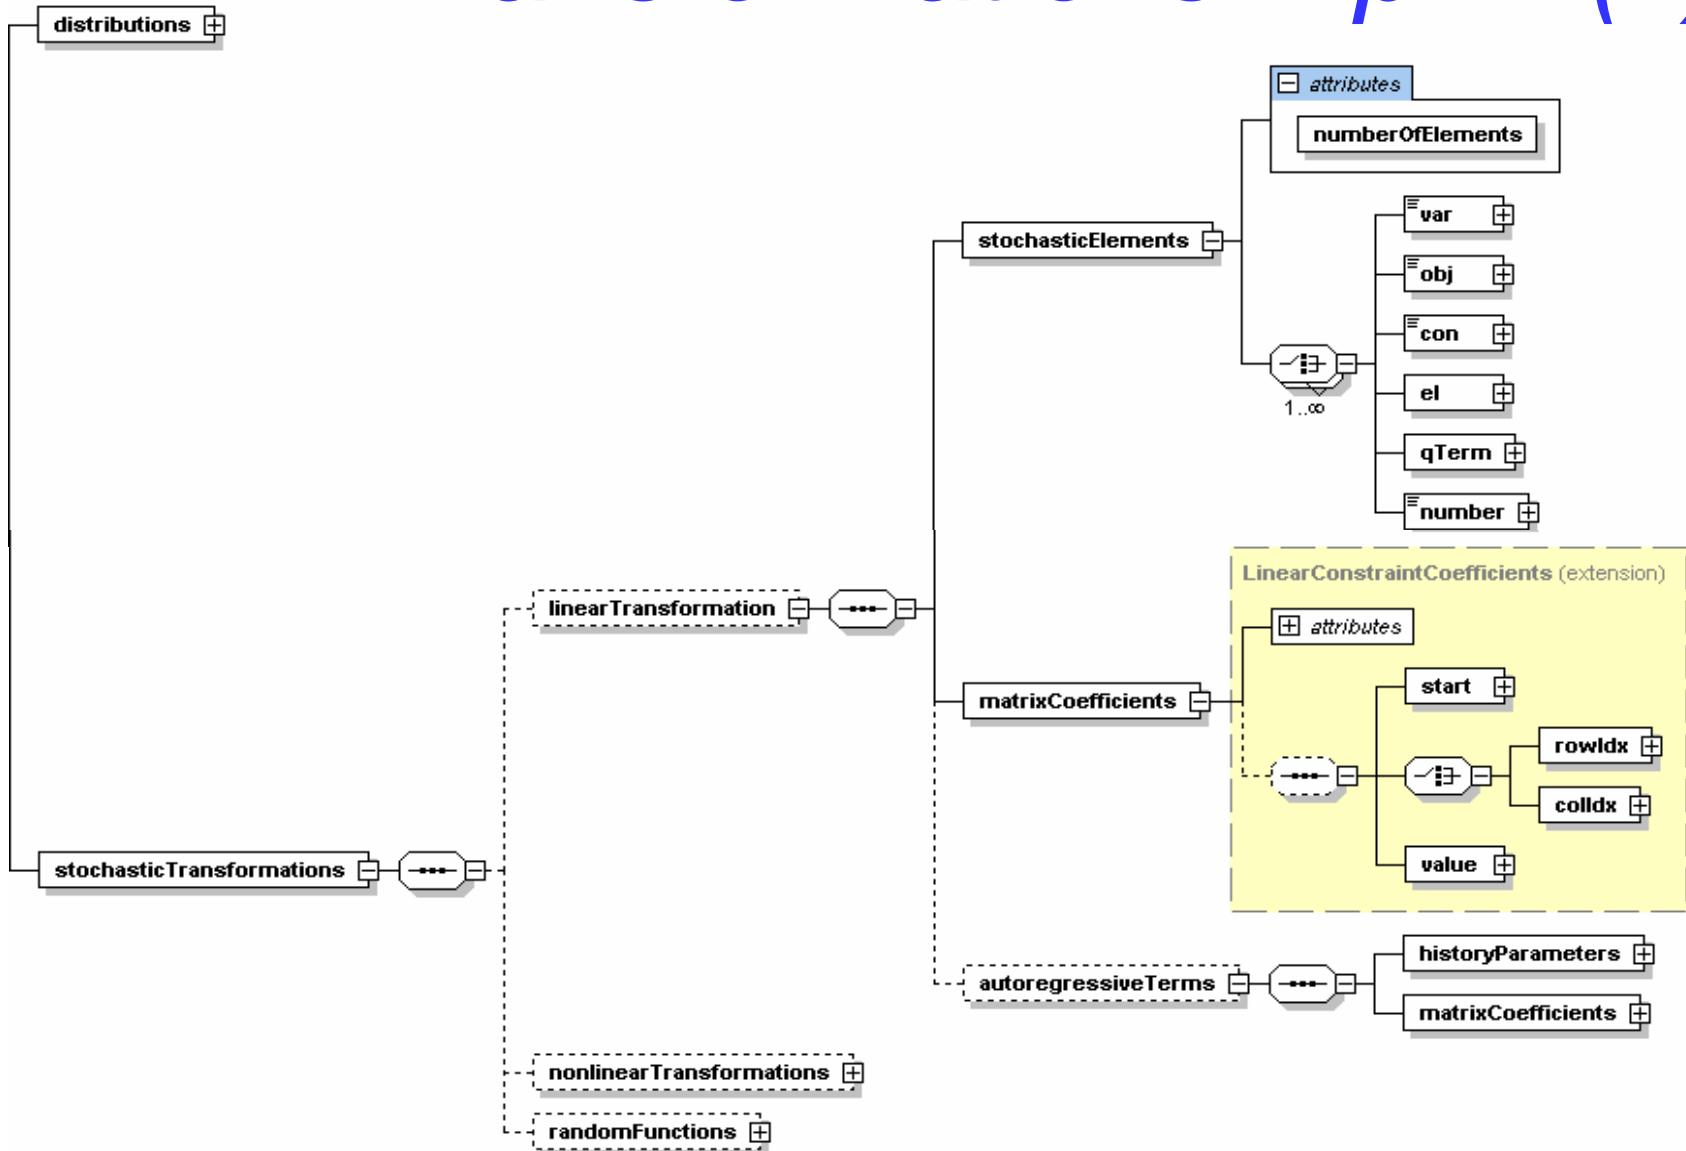 distributions
attributes
numberOfElements
var
stochasticElements
obj
con
el
1..∞
qTerm
number
LinearConstraintCoefficients (extension)
linearTransformation
attributes
start
matrixCoefficients
rowIdx
colIdx
value
stochasticTransformations
historyParameters
autoregressiveTerms
matrixCoefficients
nonlinearTransformations
randomFunctions